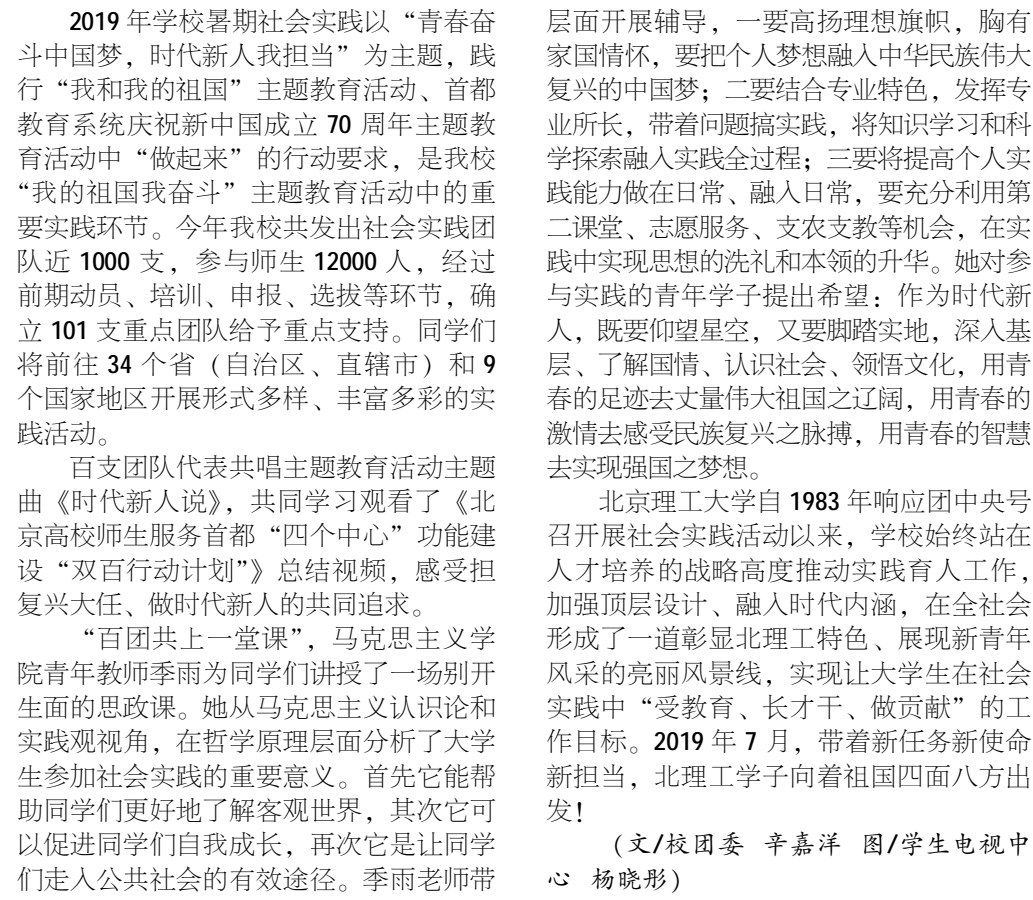 2019 年学校暑期社会实践以“青春奋
斗中国梦，时代新人我担当”为主题，践
行“我和我的祖国”主题教育活动、首都
教育系统庆祝新中国成立 70 周年主题教
育活动中“做起来”的行动要求，是我校
“我的祖国我奋斗”主题教育活动中的重
要实践环节。今年我校共发出社会实践团
队近 1000 支，参与师生 12000 人，经过
前期动员、培训、申报、选拔等环节，确
立 101 支重点团队给予重点支持。同学们
将前往 34 个省（自治区、直辖市）和 9
个国家地区开展形式多样、丰富多彩的实
践活动。
百支团队代表共唱主题教育活动主题
曲《时代新人说》，共同学习观看了《北
京高校师生服务首都“四个中心”功能建
设“双百行动计划”》总结视频，感受担
复兴大任、做时代新人的共同追求。
“百团共上一堂课”，马克思主义学
院青年教师季雨为同学们讲授了一场别开
生面的思政课。她从马克思主义认识论和
实践观视角，在哲学原理层面分析了大学
生参加社会实践的重要意义。首先它能帮
助同学们更好地了解客观世界，其次它可
以促进同学们自我成长，再次它是让同学
们走入公共社会的有效途径。季雨老师带
层面开展辅导，一要高扬理想旗帜，胸有
家国情怀，要把个人梦想融入中华民族伟大
复兴的中国梦；二要结合专业特色，发挥专
业所长，带着问题搞实践，将知识学习和科
学探索融入实践全过程；三要将提高个人实
践能力做在日常、融入日常，要充分利用第
二课堂、志愿服务、支农支教等机会，在实
践中实现思想的洗礼和本领的升华。她对参
与实践的青年学子提出希望：作为时代新
人，既要仰望星空，又要脚踏实地，深入基
层、了解国情、认识社会、领悟文化，用青
春的足迹去丈量伟大祖国之辽阔，用青春的
激情去感受民族复兴之脉搏，用青春的智慧
去实现强国之梦想。
北京理工大学自 1983 年响应团中央号
召开展社会实践活动以来，学校始终站在
人才培养的战略高度推动实践育人工作，
加强顶层设计、融入时代内涵，在全社会
形成了一道彰显北理工特色、展现新青年
风采的亮丽风景线，实现让大学生在社会
实践中“受教育、长才干、做贡献”的工
作目标。2019 年 7 月，带着新任务新使命
新担当，北理工学子向着祖国四面八方出
发！
（文/校团委 辛嘉洋 图/学生电视中
心 杨晓彤）